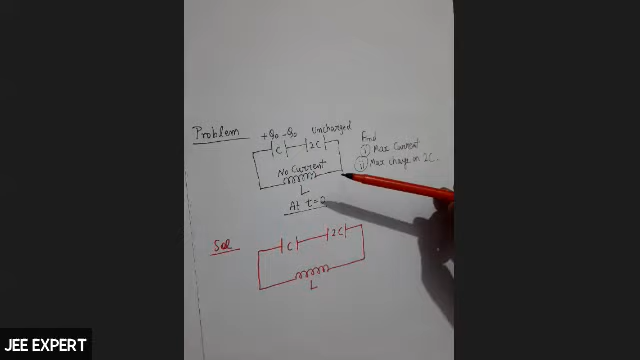 Problem
+Q₀ -Q₀ Uncharged
C 2C
No Current
L
At t=0
Find
(i) Max Current
(ii) Max charge on 2C.
Sol
C 2C
L
JEE EXPERT